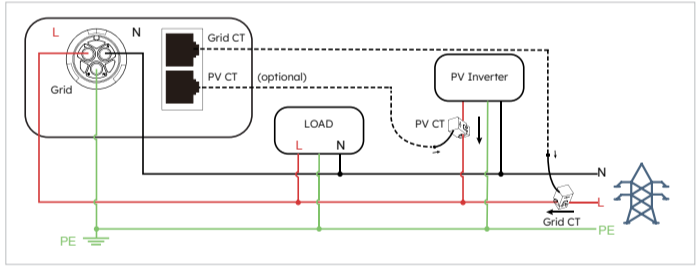 L
N
Grid CT
PV CT (optional)
Grid
PV Inverter
PV CT
LOAD
L
N
N
L
Grid CT
PE
PE